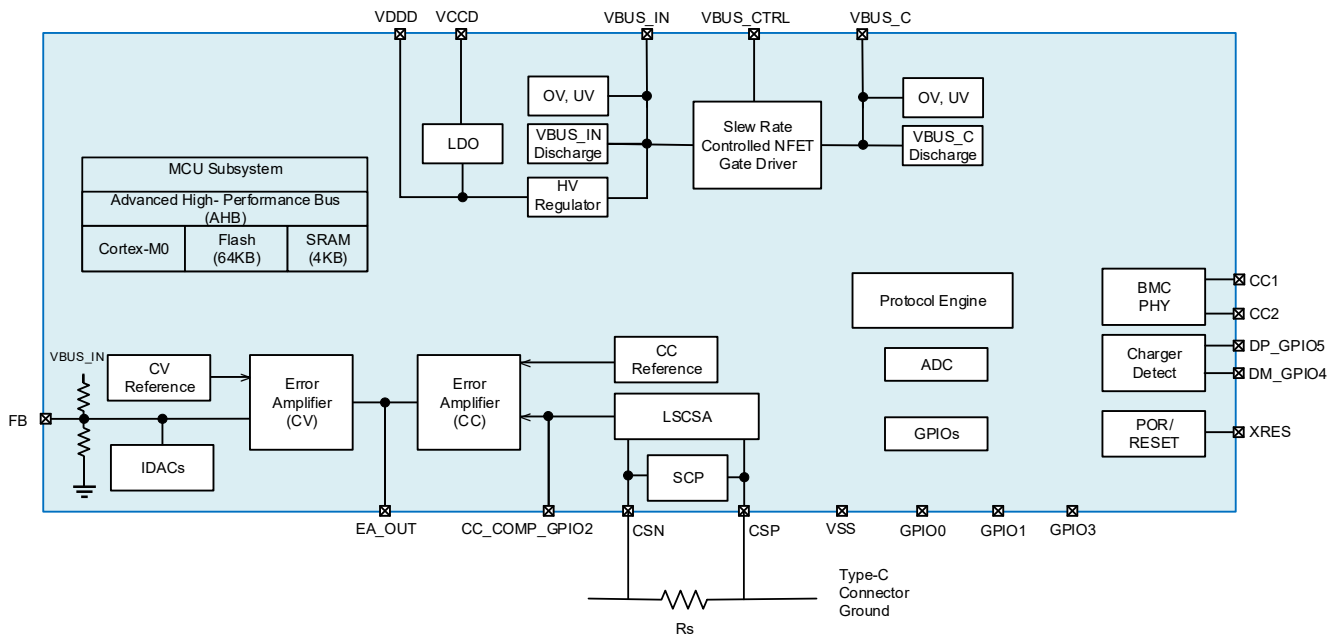 VDDD
VCCD
VBUS_IN
VBUS_CTRL
VBUS_C
OV, UV
VBUS_IN
Discharge
LDO
HV
Regulator
Slew Rate
Controlled NFET
Gate Driver
OV, UV
VBUS_C
Discharge
MCU Subsystem
Advanced High- Performance Bus
(AHB)
Cortex-M0
Flash
(64KB)
SRAM
(4KB)
Protocol Engine
ADC
GPIOs
BMC
PHY
CC1
CC2
Charger
Detect
DP_GPIO5
DM_GPIO4
POR/
RESET
XRES
VBUS_IN
CV
Reference
FB
IDACs
Error
Amplifier
(CV)
Error
Amplifier
(CC)
CC
Reference
LSCSA
SCP
EA_OUT
CC_COMP_GPIO2
CSN
CSP
VSS
GPIO0
GPIO1
GPIO3
Type-C
Connector
Ground
Rs